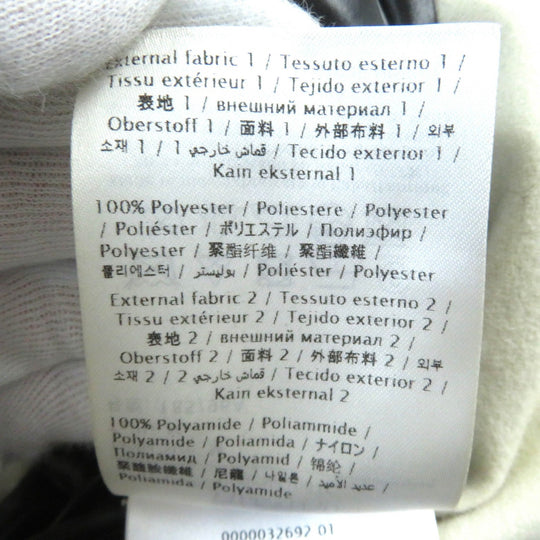 External fabric 1 / Tessuto esterno 1 /
Tissu extérieur 1 / Tejido exterior 1 /
表地 1 / внешний материал 1 /
Oberstoff 1 / 面料 1 / 外部布料 1 / 외부
소재 1 / 1 قماش خارجي / Tecido exterior 1 /
Kain eksternal 1
100% Polyester / Poliestere / Polyester
/ Poliéster / ポリエステル / Полиэфир /
Polyester / 聚酯纤维 / 聚酯纖維 /
폴리에스터 / بوليستر / Poliéster /Polyester
External fabric 2 / Tessuto esterno 2 /
Tissu extérieur 2 / Tejido exterior 2 /
表地 2 / внешний материал 2 /
Oberstoff 2 / 面料 2 / 外部布料 2 / 외부
소재 2 / 2 قماش خارجي / Tecido exterior 2 /
Kain eksternal 2
100% Polyamide / Poliammide /
Polyamide / Poliamida / ナイロン /
Полиамид / Polyamid / 锦纶 /
聚醯胺纖維 / 尼龍 / 나일론 / عديد الأميد /
Poliamida / Polyamide
0000032692 01